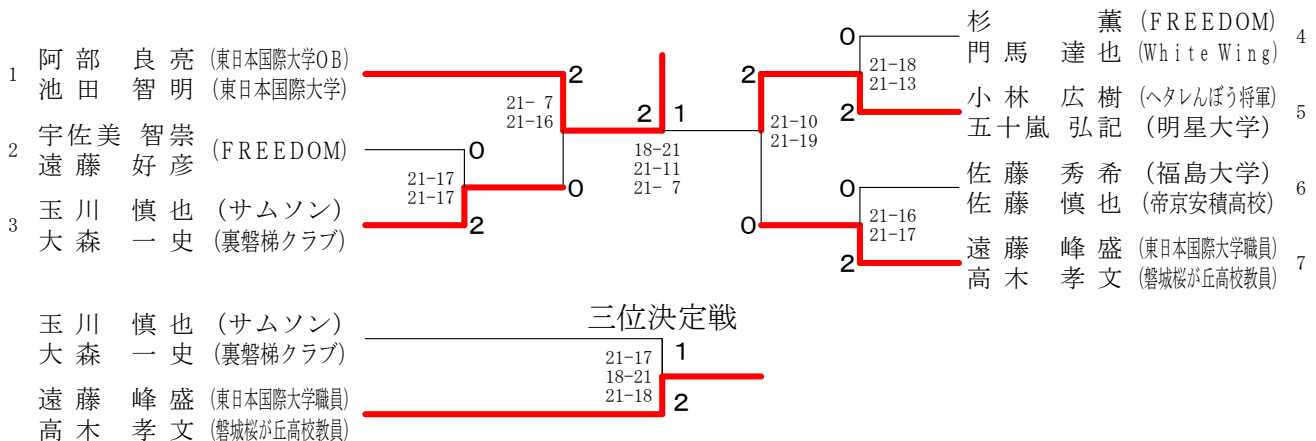 1 阿部 良亮 (東日本国際大学OB)
池田 智明 (東日本国際大学)
2 宇佐美 智崇
遠藤 好彦 (FREEDOM)
3 玉川 慎也 (サムソン)
大森 一史 (裏磐梯クラブ)
21-17
21-17
0
2
21- 7
21-16
2
0
2 1
18-21
21-11
21- 7
2
0
21-10
21-19
0
2
21-18
21-13
0
2
21-16
21-17
杉 薫 (FREEDOM) 4
門馬 達也 (White Wing)
小林 広樹 (ヘタレんぼう将軍) 5
五十嵐 弘記 (明星大学)
佐藤 秀希 (福島大学) 6
佐藤 慎也 (帝京安積高校)
遠藤 峰盛 (東日本国際大学職員) 7
高木 孝文 (磐城桜が丘高校教員)
三位決定戦
玉川 慎也 (サムソン)
大森 一史 (裏磐梯クラブ)
遠藤 峰盛 (東日本国際大学職員)
高木 孝文 (磐城桜が丘高校教員)
21-17
18-21
21-18
1
2